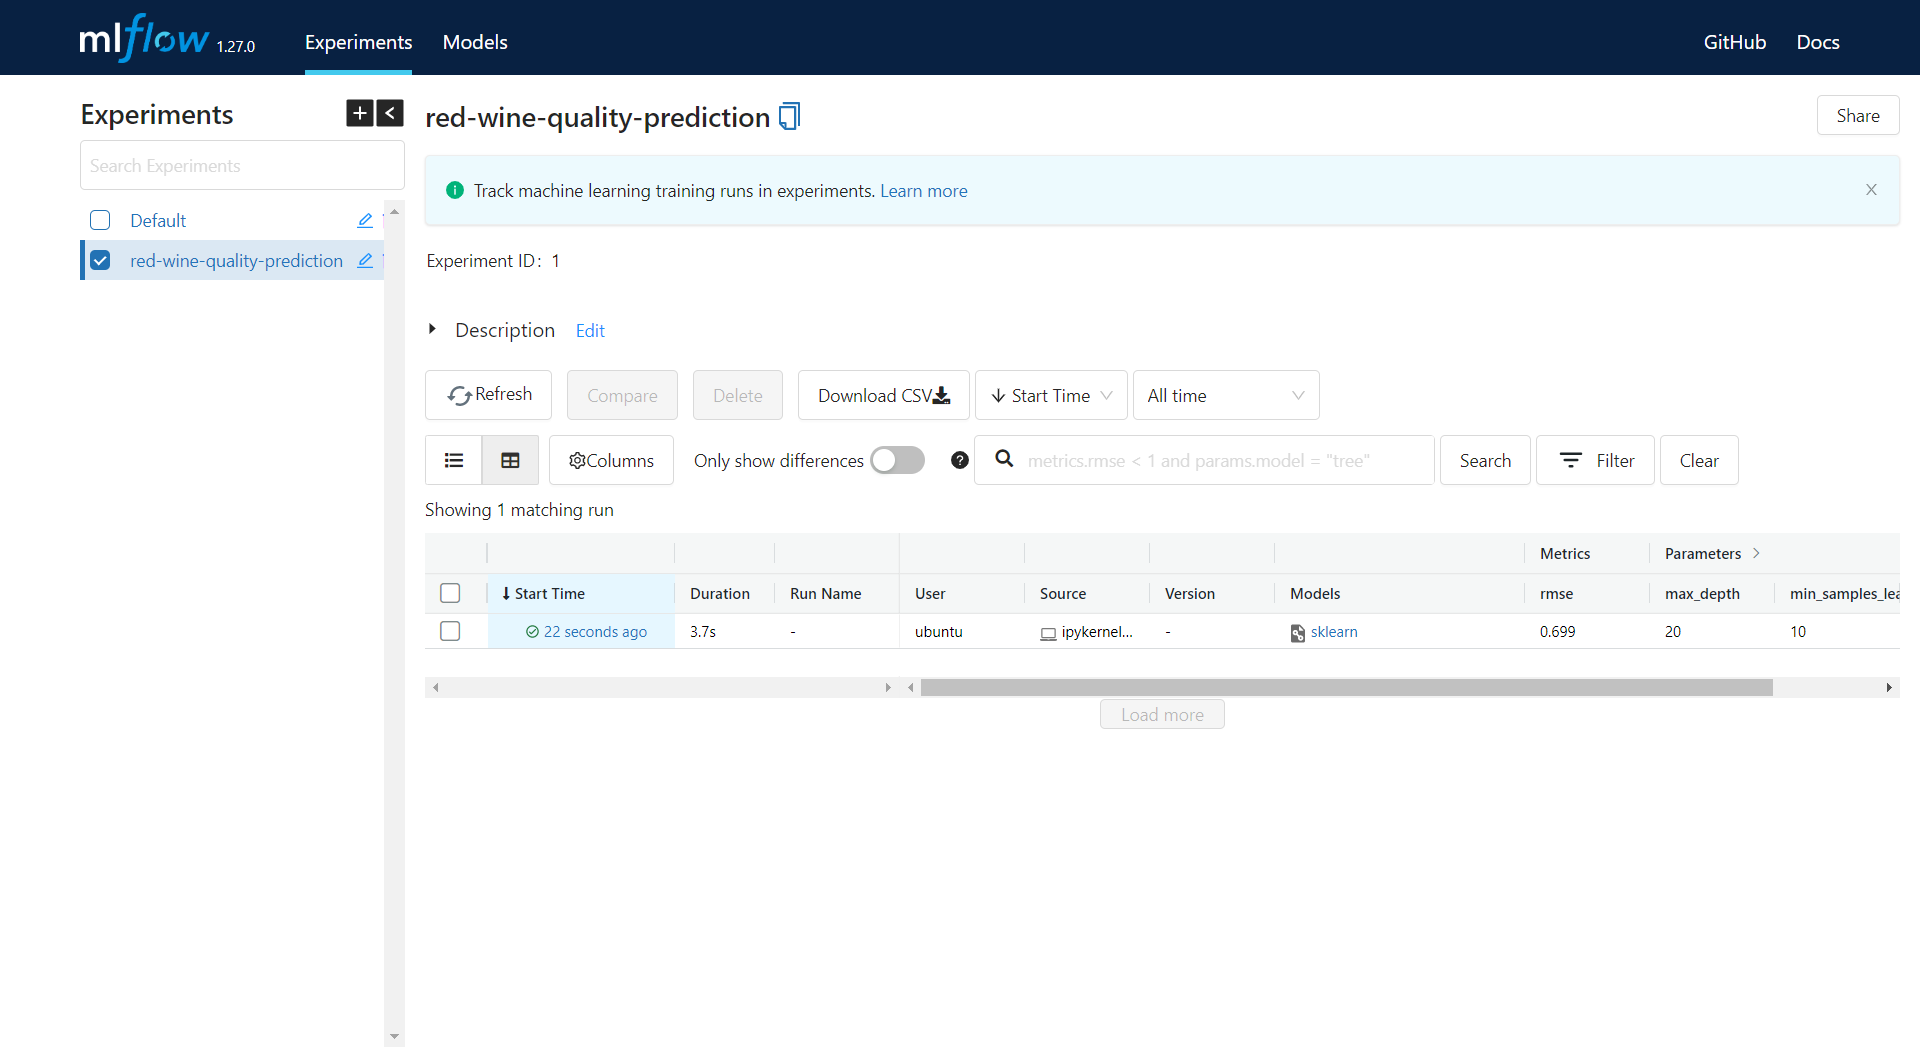 mlflow 1.27.0 Experiments Models GitHub Docs
Experiments
Search Experiments
Default
red-wine-quality-prediction
red-wine-quality-prediction
Share
Track machine learning training runs in experiments. Learn more
Experiment ID: 1
Description Edit
Refresh Compare Delete Download CSV Start Time All time
Columns Only show differences metrics.rmse < 1 and params.model = "tree" Search Filter Clear
Showing 1 matching run
Metrics Parameters
Start Time Duration Run Name User Source Version Models rmse max_depth min_samples_lea
22 seconds ago 3.7s - ubuntu ipykernel... - sklearn 0.699 20 10
Load more